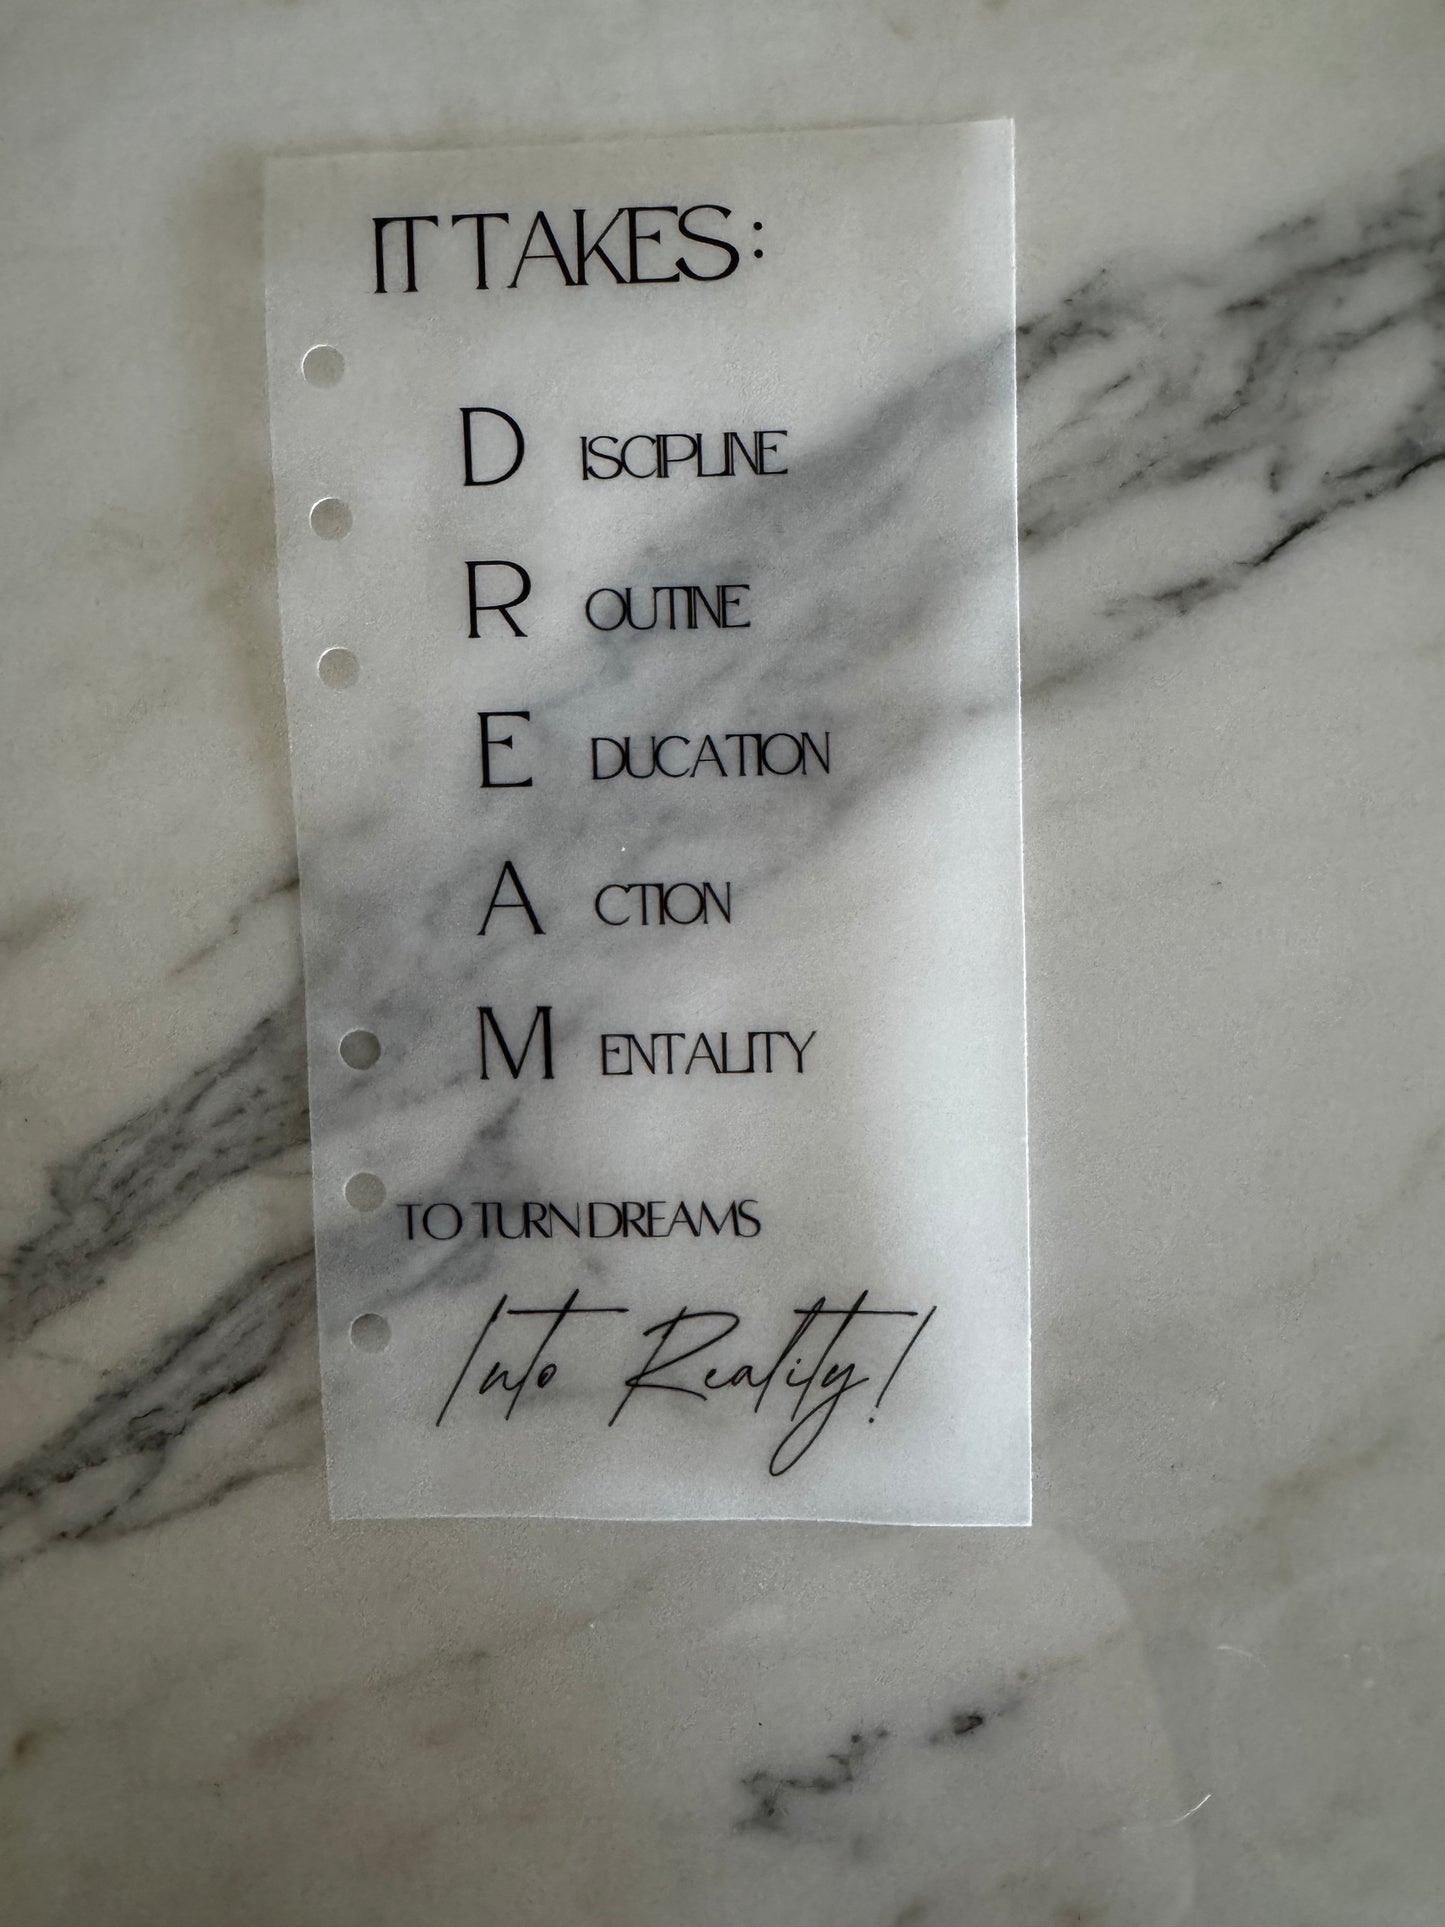 IT TAKES:
D ISCIPLINE
R OUTINE
E DUCATION
A CTION
M ENTALITY
TO TURN DREAMS
Into Reality!